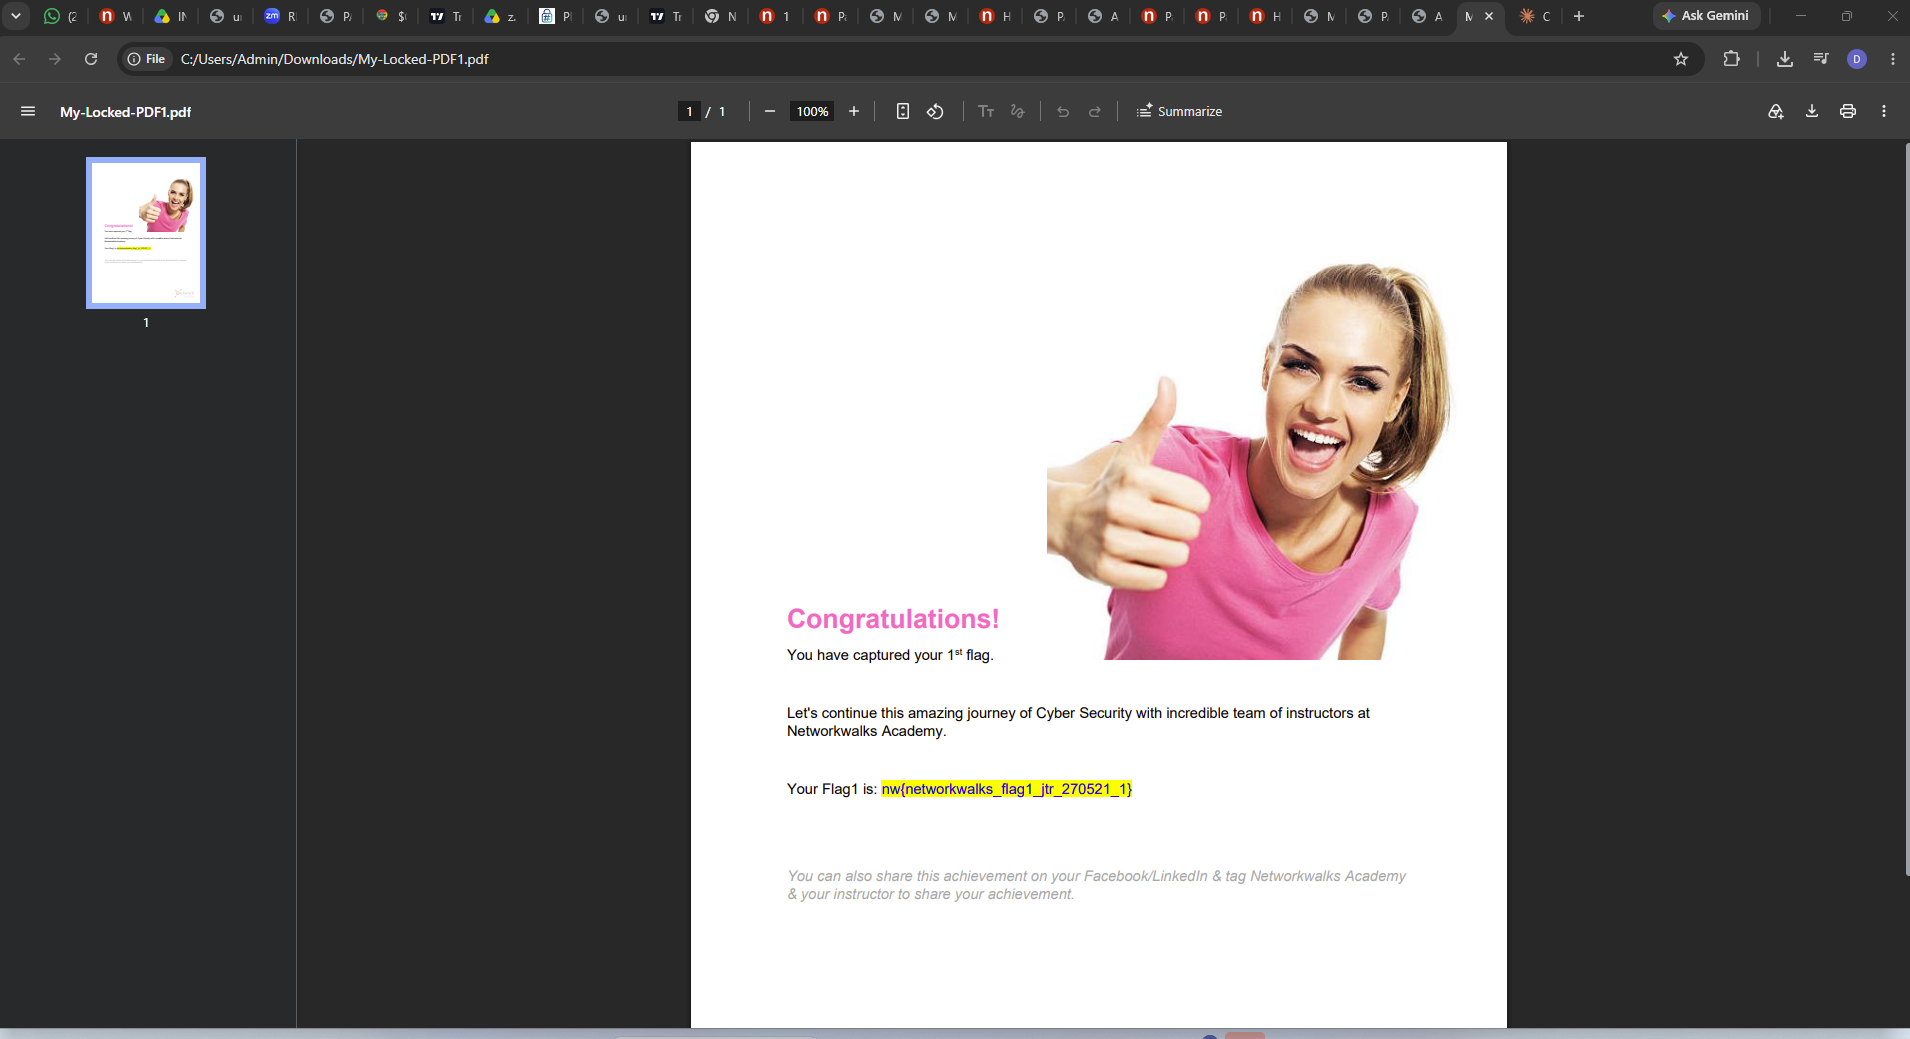 File
C:/Users/Admin/Downloads/My-Locked-PDF1.pdf
Ask Gemini
D
My-Locked-PDF1.pdf
1 / 1
100%
Summarize
1
Congratulations!
You have captured your 1st flag.
Let's continue this amazing journey of Cyber Security with incredible team of instructors at
Networkwalks Academy.
Your Flag1 is: nw{networkwalks_flag1_jtr_270521_1}
You can also share this achievement on your Facebook/LinkedIn & tag Networkwalks Academy
& your instructor to share your achievement.